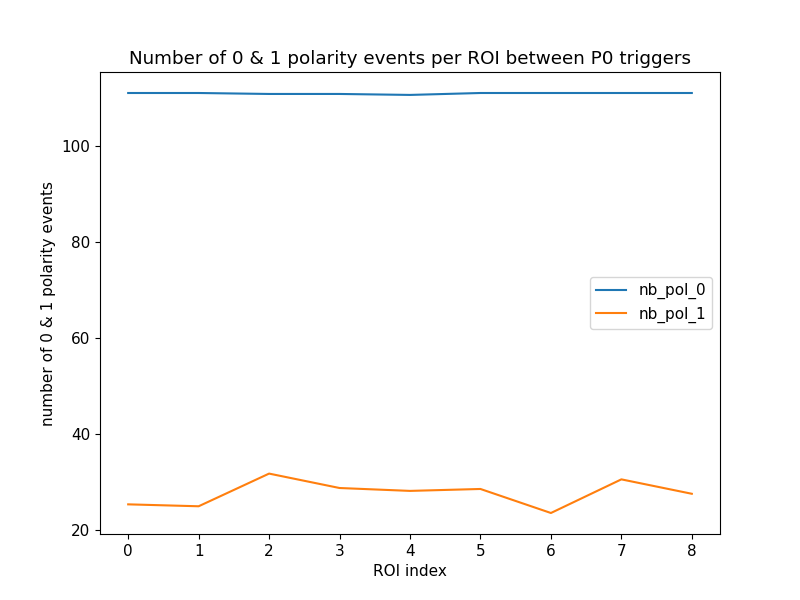 Number of 0 & 1 polarity events per ROI between P0 triggers
number of 0 & 1 polarity events
100
80
60
40
20
nb_pol_0
nb_pol_1
0 1 2 3 4 5 6 7 8
ROI index